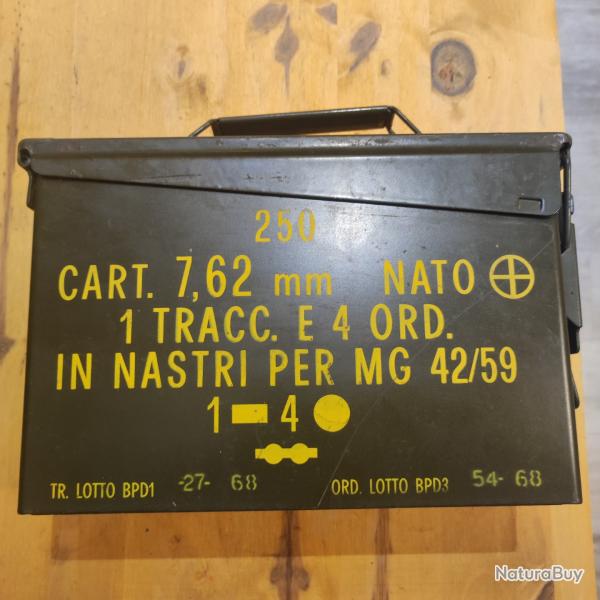 250
CART. 7,62 mm NATO
1 TRACC. E 4 ORD.
IN NASTRI PER MG 42/59
1 4
TR. LOTTO BPD1 -27- 68 ORD. LOTTO BPD3 54- 68
NaturaBuy